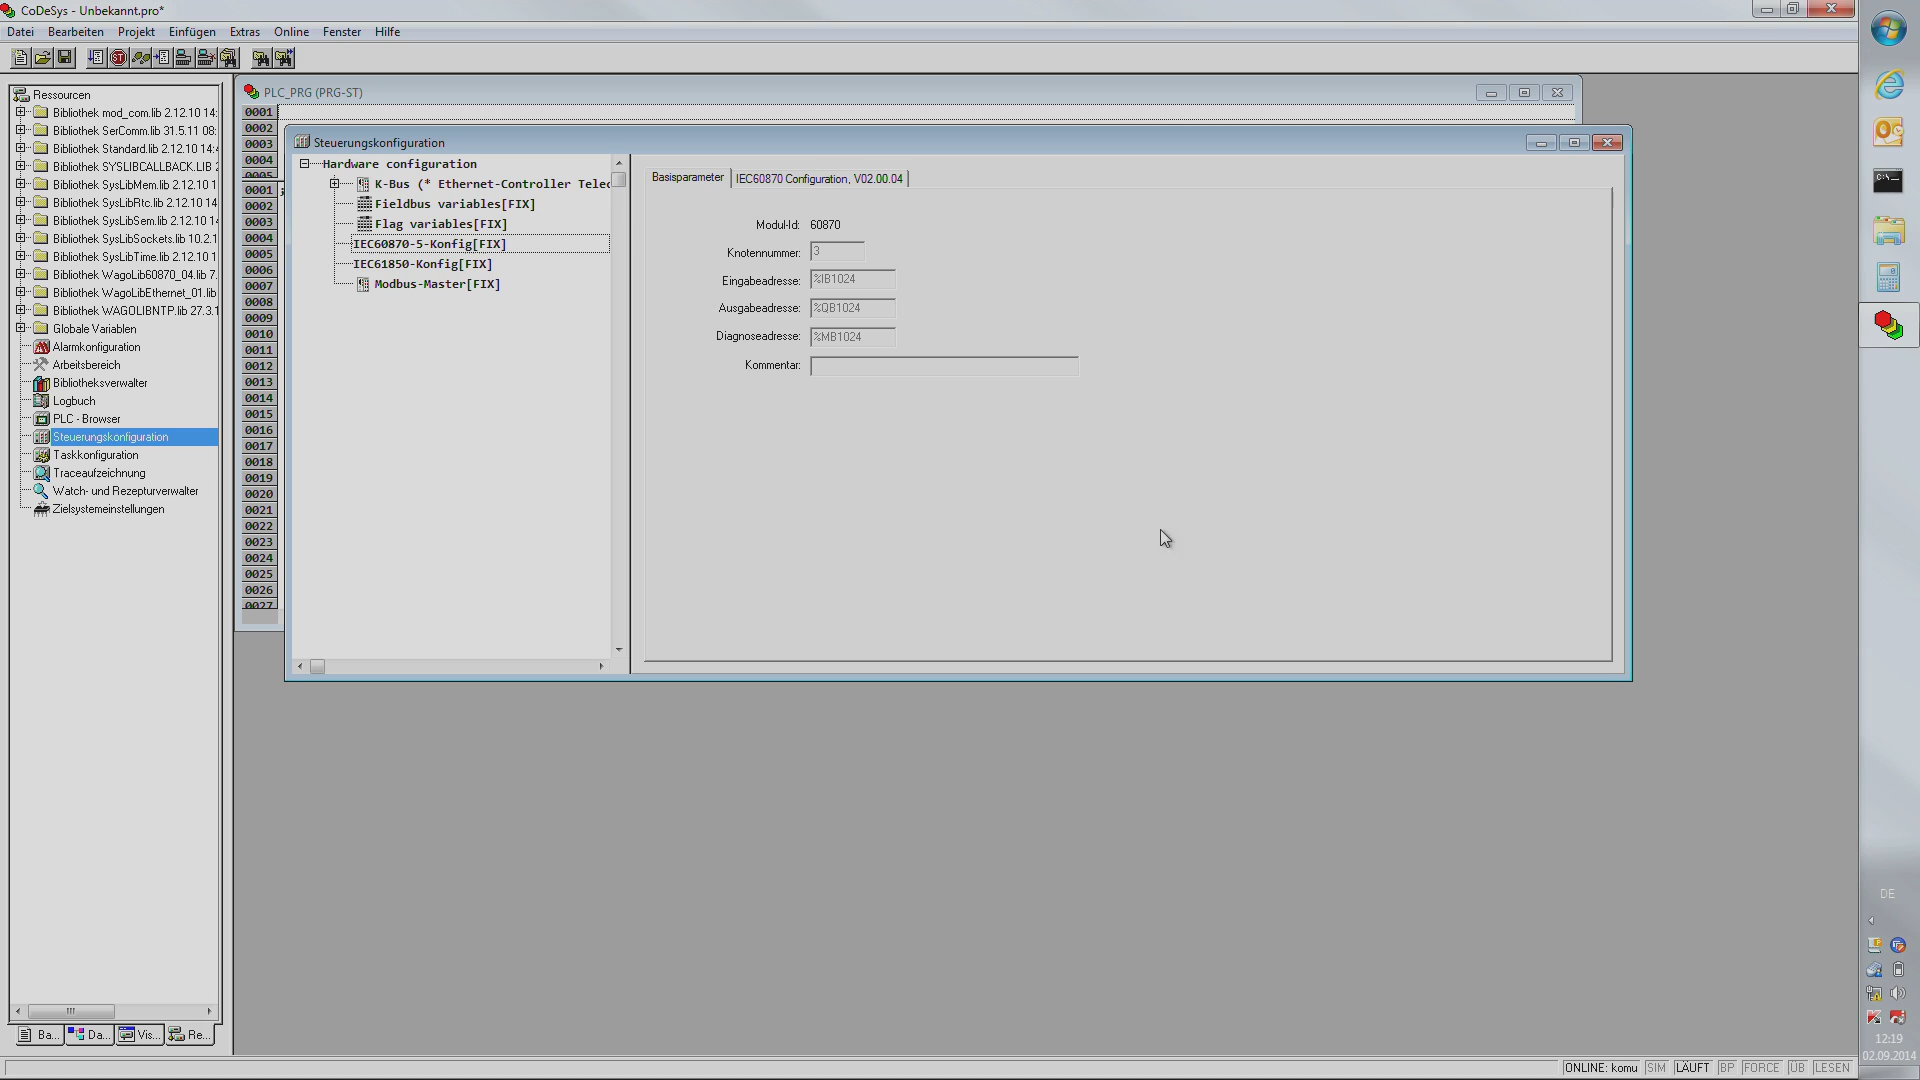 CoDeSys - Unbekannt.pro*
Datei Bearbeiten Projekt Einfügen Extras Online Fenster Hilfe
Ressourcen
Bibliothek mod_com.lib 2.12.10 14:
Bibliothek SerComm.lib 31.5.11 08:
Bibliothek Standard.lib 2.12.10 14:4
Bibliothek SYSLIBCALLBACK.LIB 2
Bibliothek SysLibMem.lib 2.12.10 1
Bibliothek SysLibRtc.lib 2.12.10 14
Bibliothek SysLibSem.lib 2.12.10 14
Bibliothek SysLibSockets.lib 10.2.1
Bibliothek SysLibTime.lib 2.12.10 1
Bibliothek WagoLib60870_04.lib 7.
Bibliothek WagoLibEthernet_01.lib
Bibliothek WAGOLIBNTP.lib 27.3.1
Globale Variablen
Alarmkonfiguration
Arbeitsbereich
Bibliotheksverwalter
Logbuch
PLC - Browser
Steuerungskonfiguration
Taskkonfiguration
Traceaufzeichnung
Watch- und Rezepturverwalter
Zielsystemeinstellungen
Ba... Da... Vis... Re...
PLC_PRG (PRG-ST)
0001
0002
0003
0004
0005
0001
0002
0003
0004
0005
0006
0007
0008
0009
0010
0011
0012
0013
0014
0015
0016
0017
0018
0019
0020
0021
0022
0023
0024
0025
0026
0027
Steuerungskonfiguration
Hardware configuration
K-Bus (* Ethernet-Controller Telec
Fieldbus variables[FIX]
Flag variables[FIX]
IEC60870-5-Konfig[FIX]
IEC61850-Konfig[FIX]
Modbus-Master[FIX]
Basisparameter IEC60870 Configuration, V02.00.04
Modul-Id: 60870
Knotennummer: 3
Eingabeadresse: %IB1024
Ausgabeadresse: %QB1024
Diagnoseadresse: %MB1024
Kommentar:
C:\
DE
12:19
02.09.2014
ONLINE: komu SIM LÄUFT BP FORCE ÜB LESEN